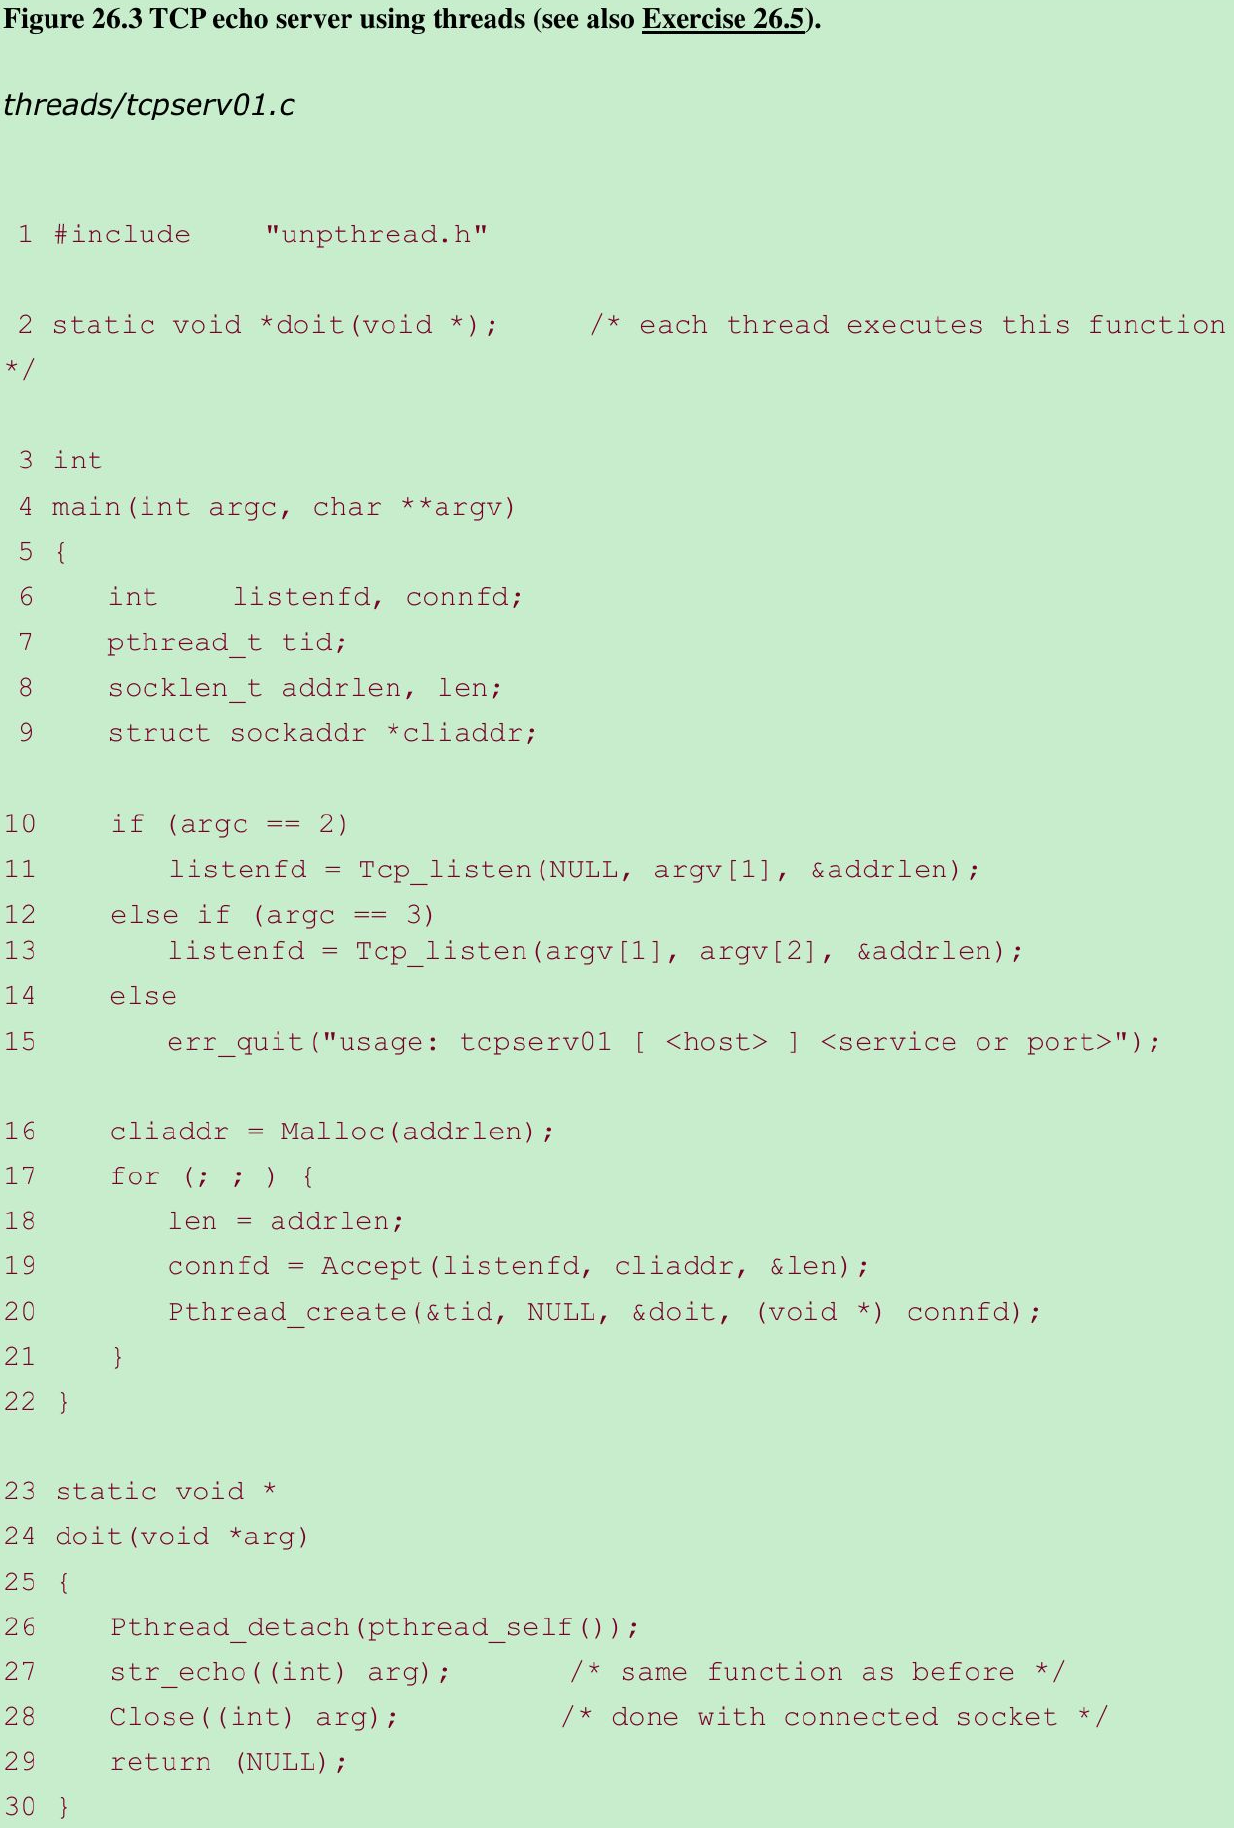 Figure 26.3 TCP echo server using threads (see also Exercise 26.5).
threads/tcpserv01.c
1 #include    "unpthread.h"
2 static void *doit(void *);     /* each thread executes this function
*/
3 int
4 main(int argc, char **argv)
5 {
6    int    listenfd, connfd;
7    pthread_t tid;
8    socklen_t addrlen, len;
9    struct sockaddr *cliaddr;
10    if (argc == 2)
11       listenfd = Tcp_listen(NULL, argv[1], &addrlen);
12    else if (argc == 3)
13       listenfd = Tcp_listen(argv[1], argv[2], &addrlen);
14    else
15       err_quit("usage: tcpserv01 [ <host> ] <service or port>");
16    cliaddr = Malloc(addrlen);
17    for (; ; ) {
18       len = addrlen;
19       connfd = Accept(listenfd, cliaddr, &len);
20       Pthread_create(&tid, NULL, &doit, (void *) connfd);
21    }
22 }
23 static void *
24 doit(void *arg)
25 {
26    Pthread_detach(pthread_self());
27    str_echo((int) arg);       /* same function as before */
28    Close((int) arg);          /* done with connected socket */
29    return (NULL);
30 }